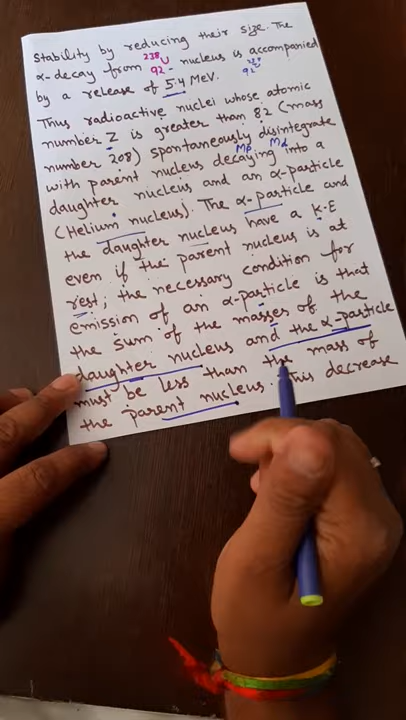 stability by reducing their size. The
α-decay from ²³⁸₉₂U nucleus is accompanied
by a release of 5.4 MeV.
Thus radioactive nuclei whose atomic
number Z is greater than 82 (mass
number 208) spontaneously disintegrate
with parent nucleus decaying into a
Mp Md
daughter nucleus and an α-particle
(Helium nucleus). The α-particle and
the daughter nucleus have a K·E
even if the parent nucleus is at
rest; the necessary condition for
emission of an α-particle is that
the sum of the masses of the
daughter nucleus and the α-particle
must be less than the mass of
the parent nucleus. This decrease